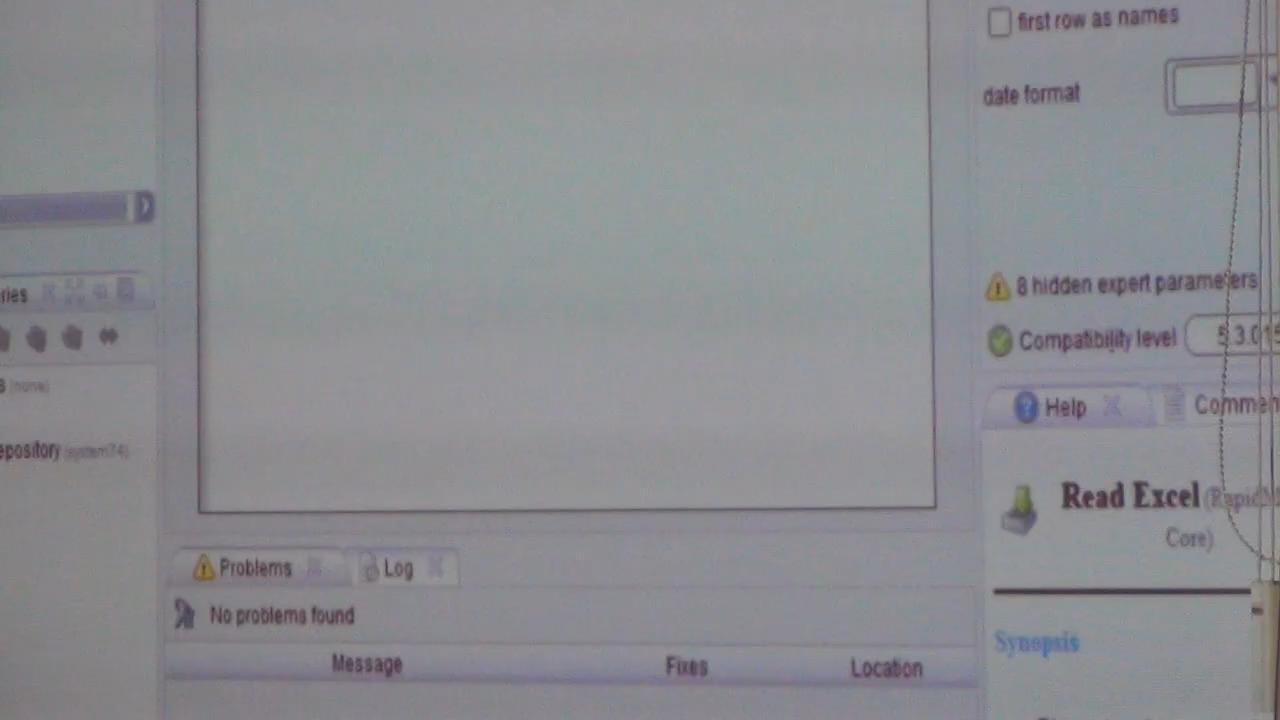 first row as names
date format
8 hidden expert parameters
Compatibility level
Help
Read Excel
Core)
Synopsis
(none)
Problems
Log
No problems found
Message Fixes Location